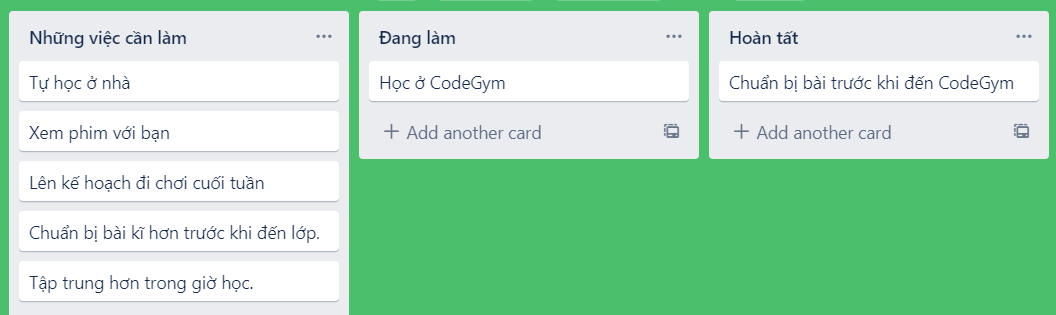 Những việc cần làm
Tự học ở nhà
Xem phim với bạn
Lên kế hoạch đi chơi cuối tuần
Chuẩn bị bài kĩ hơn trước khi đến lớp.
Tập trung hơn trong giờ học.
Đang làm
Học ở CodeGym
+ Add another card
Hoàn tất
Chuẩn bị bài trước khi đến CodeGym
+ Add another card